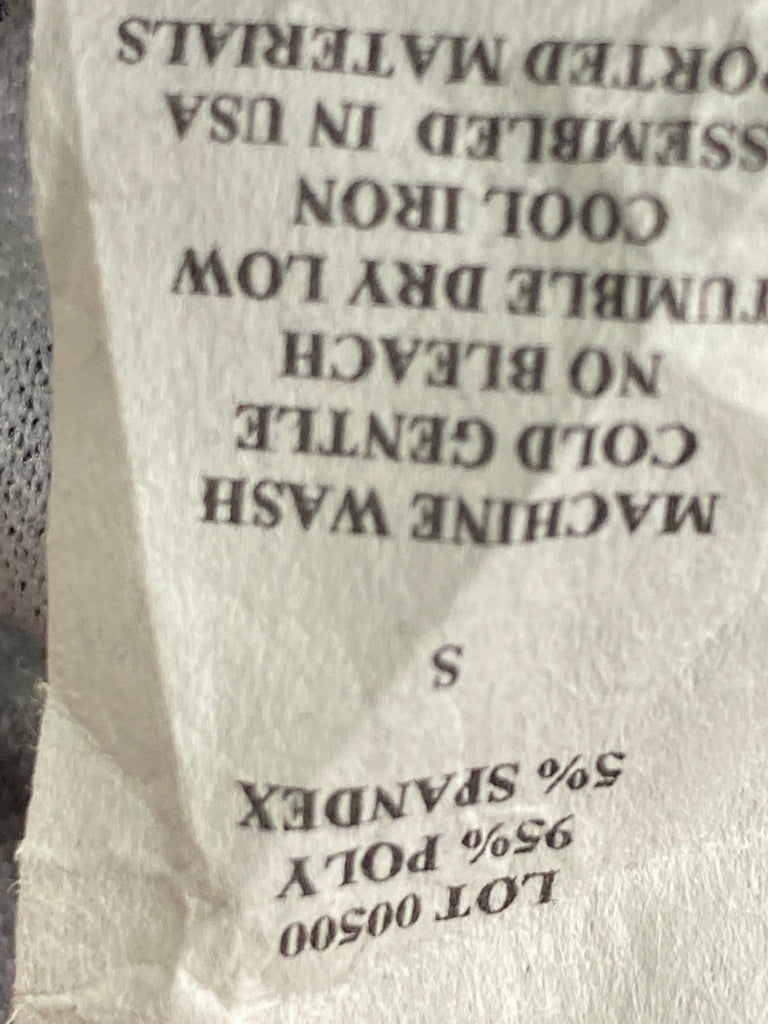 LOT 00500
95% POLY
5% SPANDEX
S
MACHINE WASH
COLD GENTLE
NO BLEACH
TUMBLE DRY LOW
COOL IRON
SSEMBLED IN USA
PORTED MATERIALS